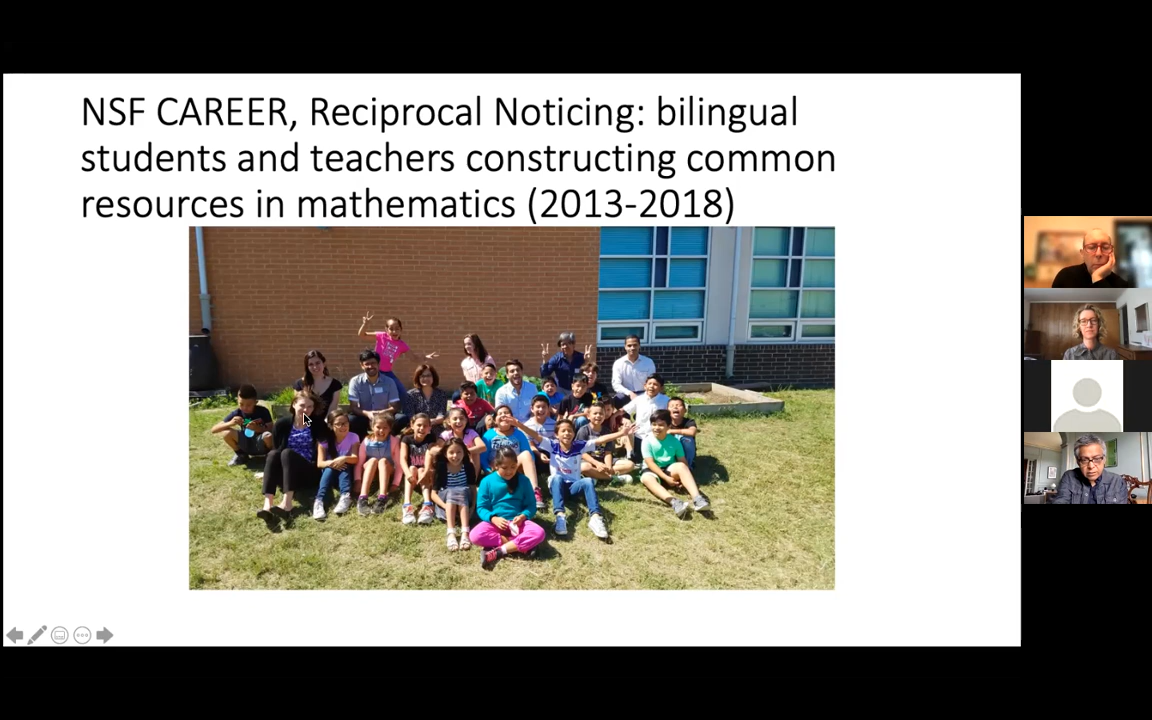 NSF CAREER, Reciprocal Noticing: bilingual
students and teachers constructing common
resources in mathematics (2013-2018)